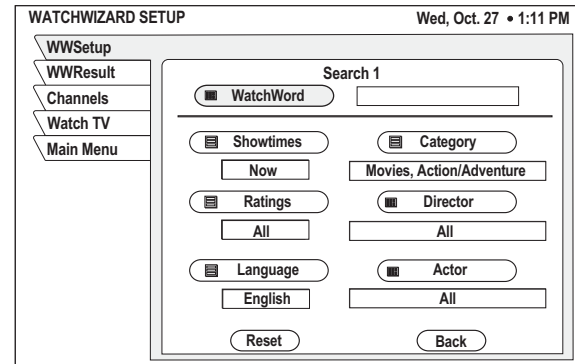 WATCHWIZARD SETUP Wed, Oct. 27 • 1:11 PM
WWSetup
WWResult
Channels
Watch TV
Main Menu
Search 1
WatchWord
Showtimes Category
Now Movies, Action/Adventure
Ratings Director
All All
Language Actor
English All
Reset Back